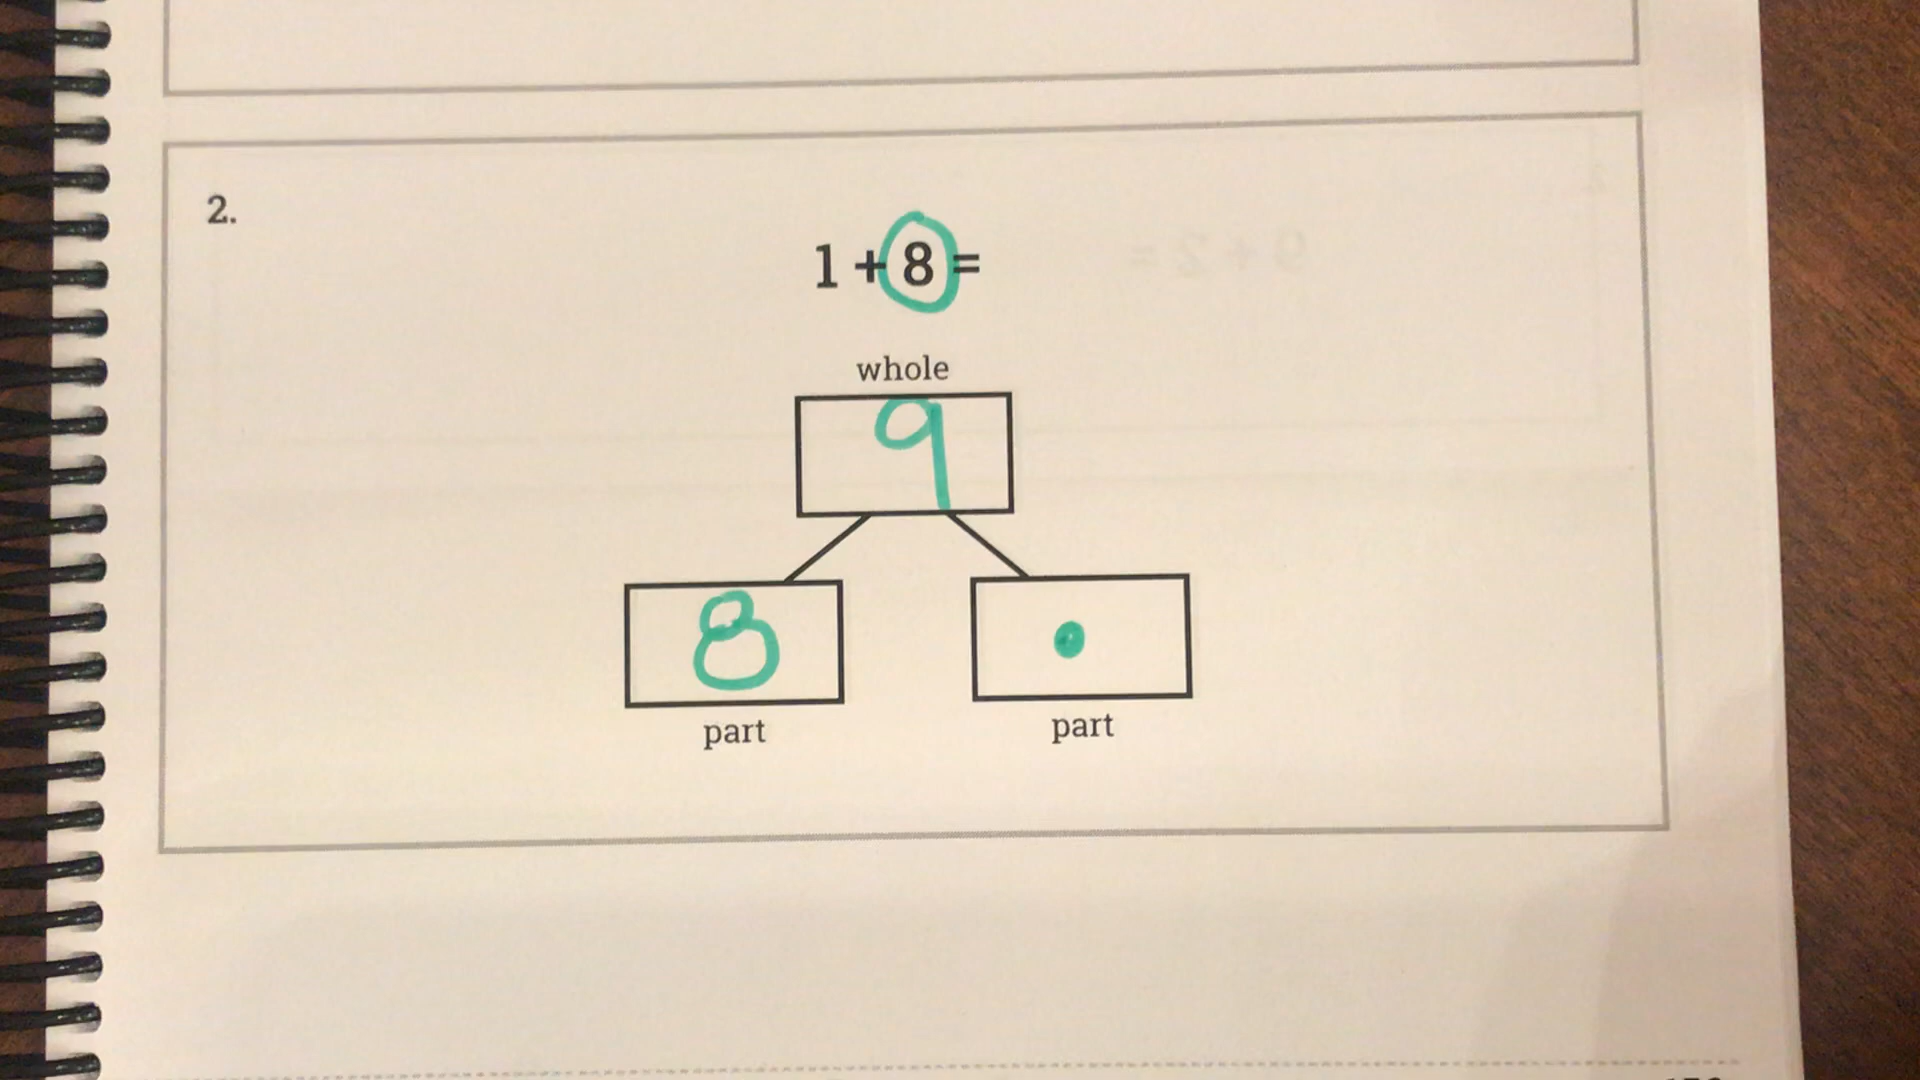 2.
1 + 8 =
whole
9
8
part
part